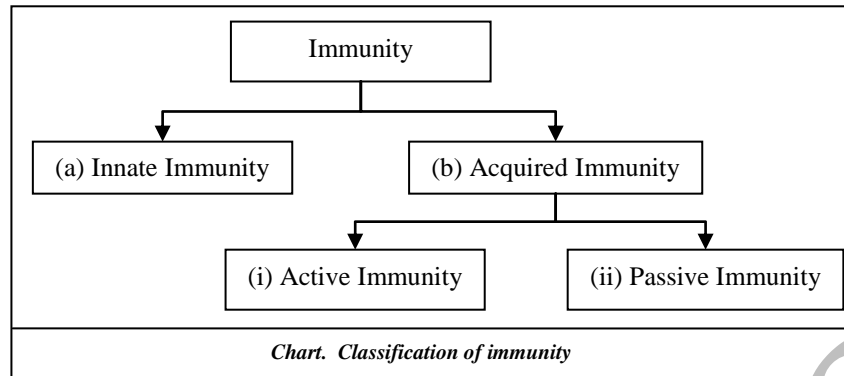 Immunity
(a) Innate Immunity
(b) Acquired Immunity
(i) Active Immunity
(ii) Passive Immunity
Chart. Classification of immunity